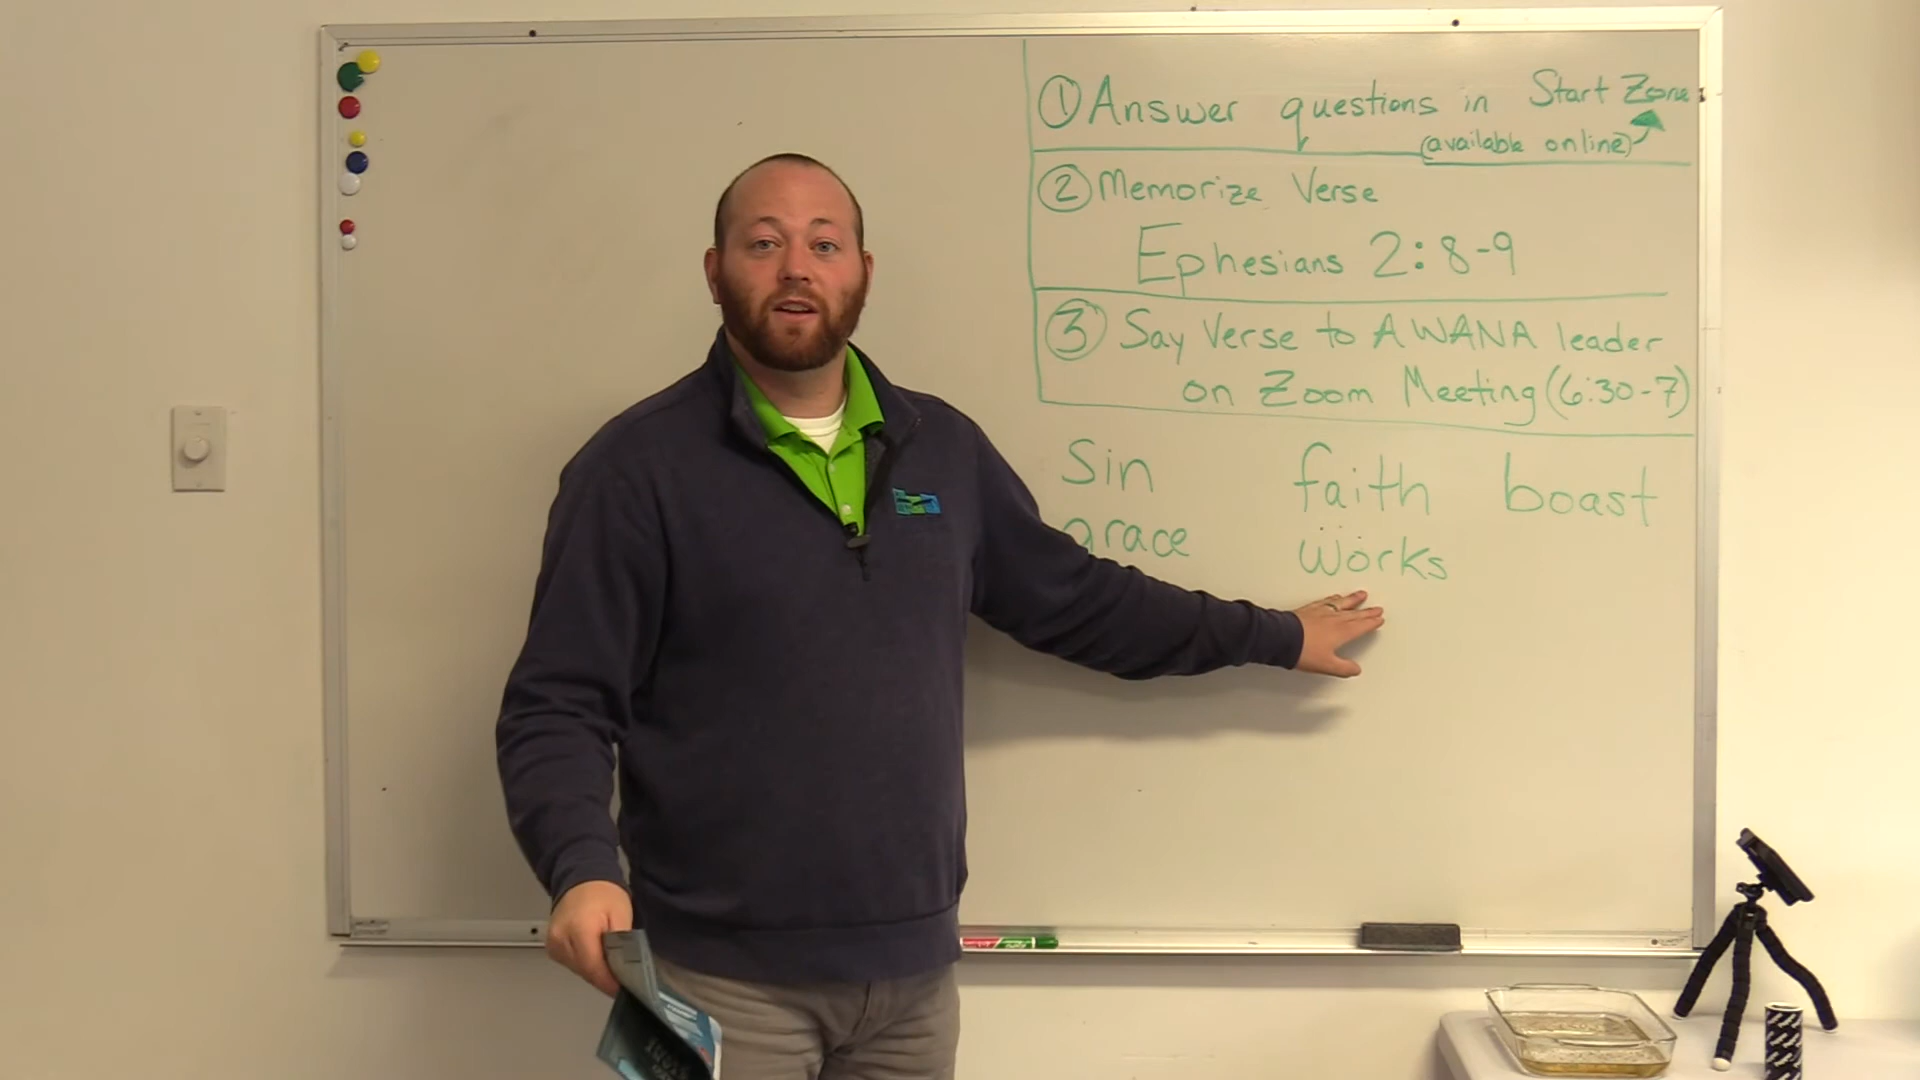 ① Answer questions in Start Zone
(available online)
② Memorize Verse
Ephesians 2:8-9
③ Say Verse to AWANA leader
on Zoom Meeting (6:30-7)
Sin faith boast
grace works